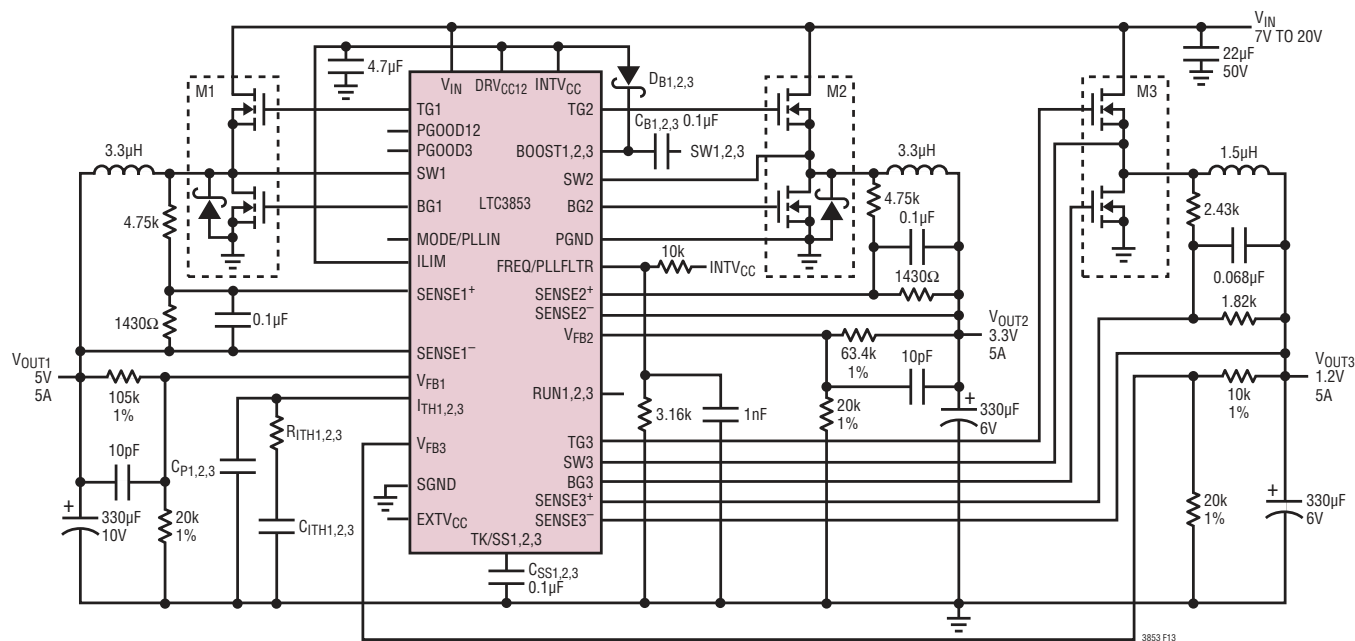 V_IN
7V TO 20V
22µF
50V
4.7µF
V_IN
DRV_CC12
INTV_CC
D_B1,2,3
M1
M2
M3
TG1
TG2
PGOOD12
PGOOD3
C_B1,2,3 0.1µF
BOOST1,2,3
SW1,2,3
3.3µH
SW1
SW2
3.3µH
1.5µH
4.75k
BG1
LTC3853
BG2
4.75k
0.1µF
2.43k
MODE/PLLIN
PGND
10k
ILIM
FREQ/PLLFLTR
INTV_CC
0.068µF
SENSE1+
SENSE2+
1430Ω
1430Ω
0.1µF
SENSE2−
1.82k
SENSE1−
V_FB2
V_OUT2
3.3V
5A
63.4k
1%
10pF
V_OUT1
5V
5A
105k
1%
V_FB1
V_OUT3
1.2V
5A
10k
1%
I_TH1,2,3
RUN1,2,3
3.16k
1nF
20k
1%
330µF
6V
+
R_ITH1,2,3
V_FB3
TG3
10pF
C_P1,2,3
SW3
SGND
BG3
SENSE3+
+
330µF
10V
20k
1%
C_ITH1,2,3
EXTV_CC
SENSE3−
20k
1%
+
330µF
6V
TK/SS1,2,3
C_SS1,2,3
0.1µF
3853 F13